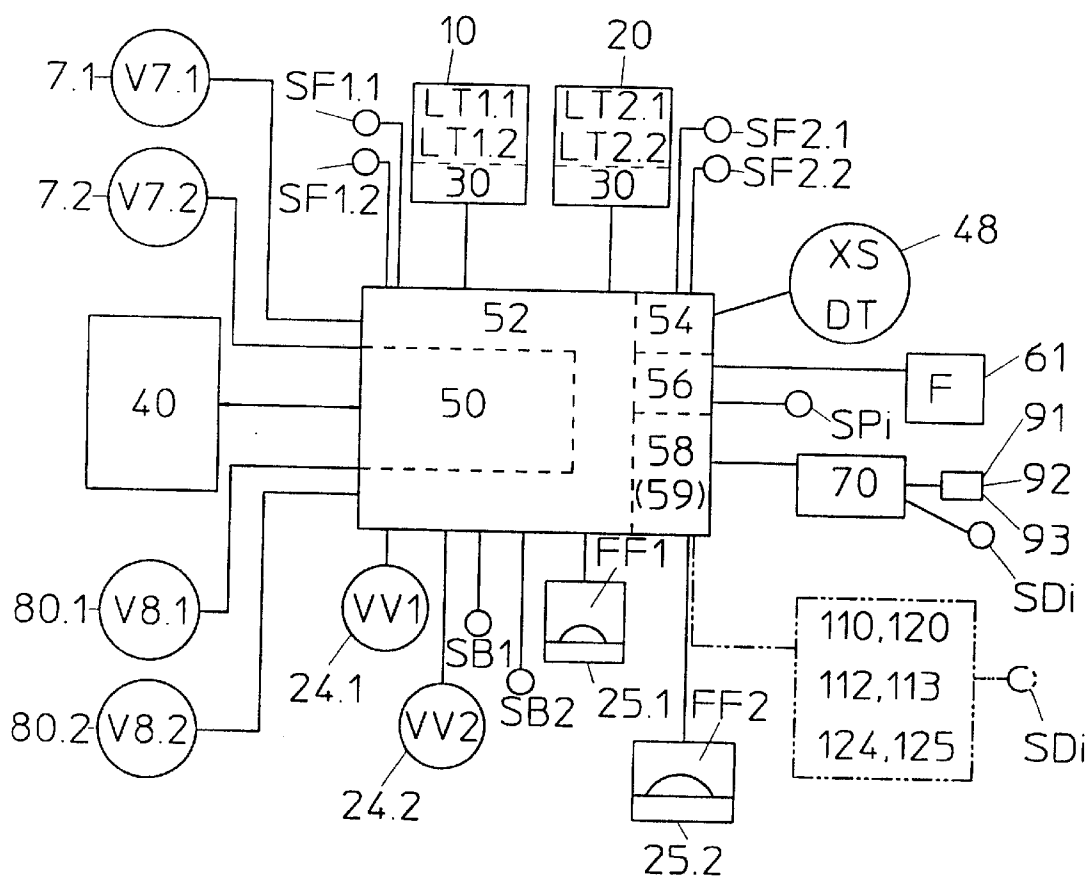 10
20
7.1
V7.1
SF1.1
LT1.1
LT1.2
30
LT2.1
LT2.2
30
SF2.1
SF2.2
7.2
V7.2
SF1.2
48
XS
DT
52
54
61
F
40
50
56
SPi
91
58
(59)
70
92
93
SDi
80.1
V8.1
VV1
24.1
SB1
FF1
25.1
110,120
112,113
124,125
SDi
80.2
V8.2
VV2
24.2
SB2
FF2
25.2